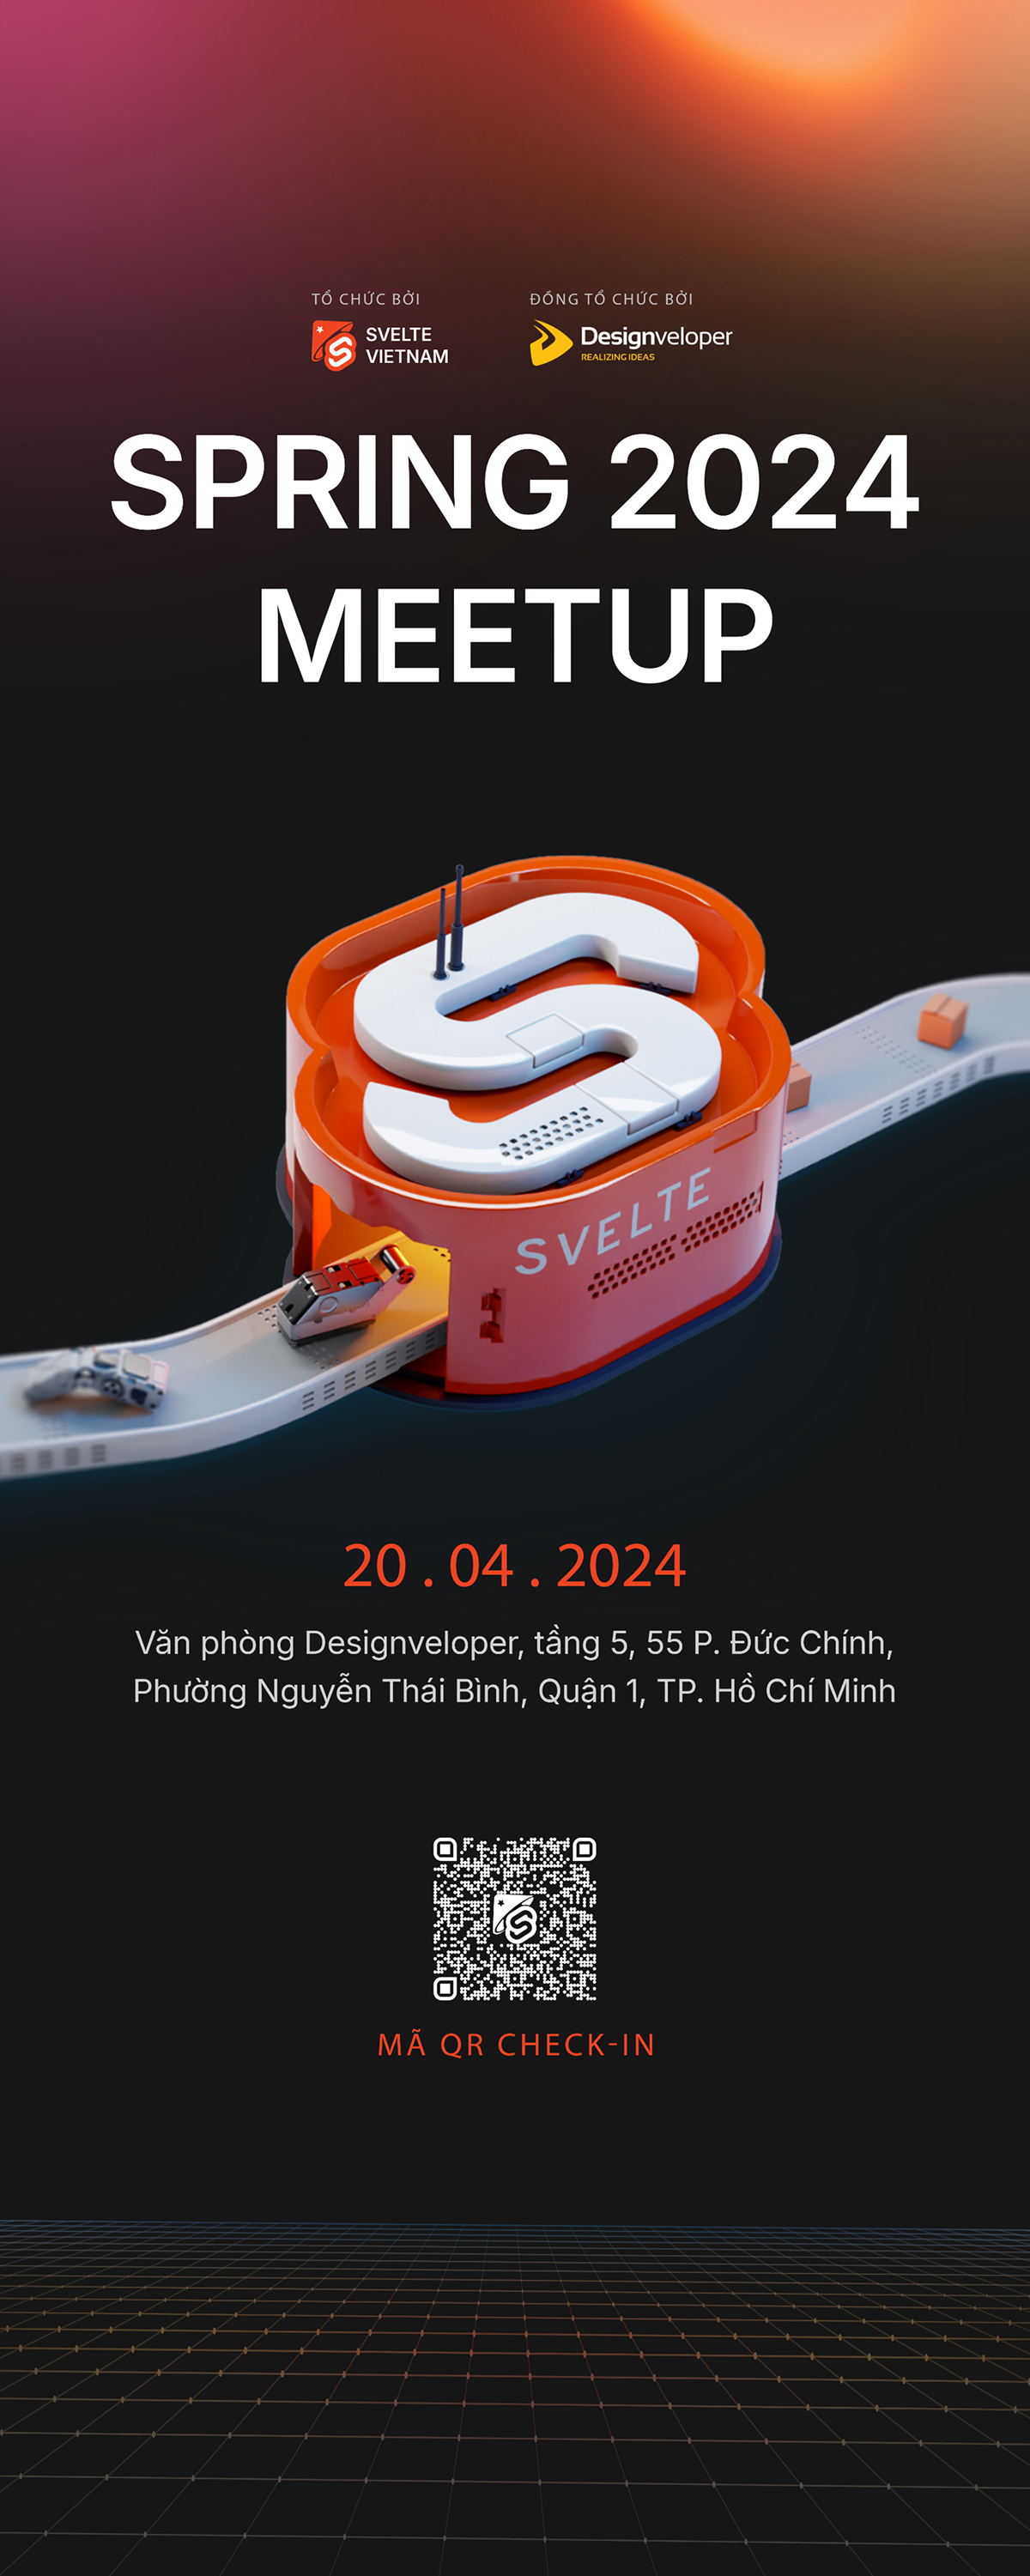 TỔ CHỨC BỞI
SVELTE
VIETNAM
ĐỒNG TỔ CHỨC BỞI
Designveloper
REALIZING IDEAS
SPRING 2024
MEETUP
SVELTE
20 . 04 . 2024
Văn phòng Designveloper, tầng 5, 55 P. Đức Chính,
Phường Nguyễn Thái Bình, Quận 1, TP. Hồ Chí Minh
MÃ QR CHECK-IN